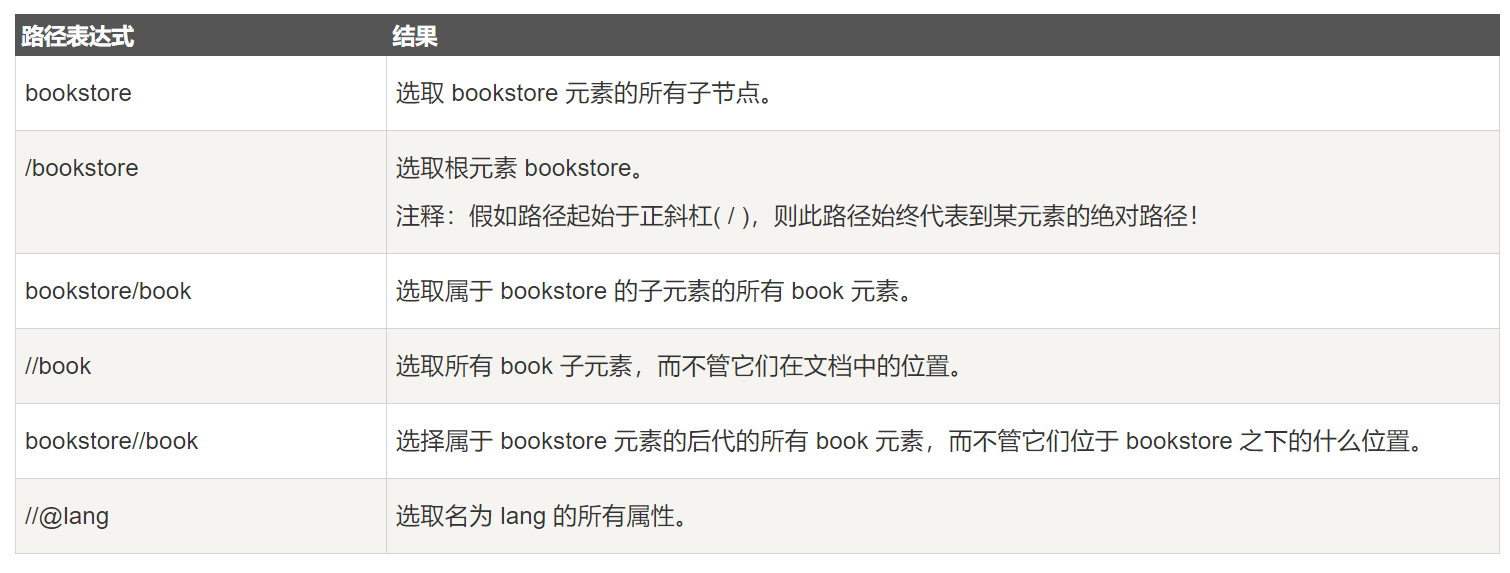 路径表达式 结果
bookstore 选取 bookstore 元素的所有子节点。
/bookstore 选取根元素 bookstore。
注释：假如路径起始于正斜杠( / )，则此路径始终代表到某元素的绝对路径！
bookstore/book 选取属于 bookstore 的子元素的所有 book 元素。
//book 选取所有 book 子元素，而不管它们在文档中的位置。
bookstore//book 选择属于 bookstore 元素的后代的所有 book 元素，而不管它们位于 bookstore 之下的什么位置。
//@lang 选取名为 lang 的所有属性。